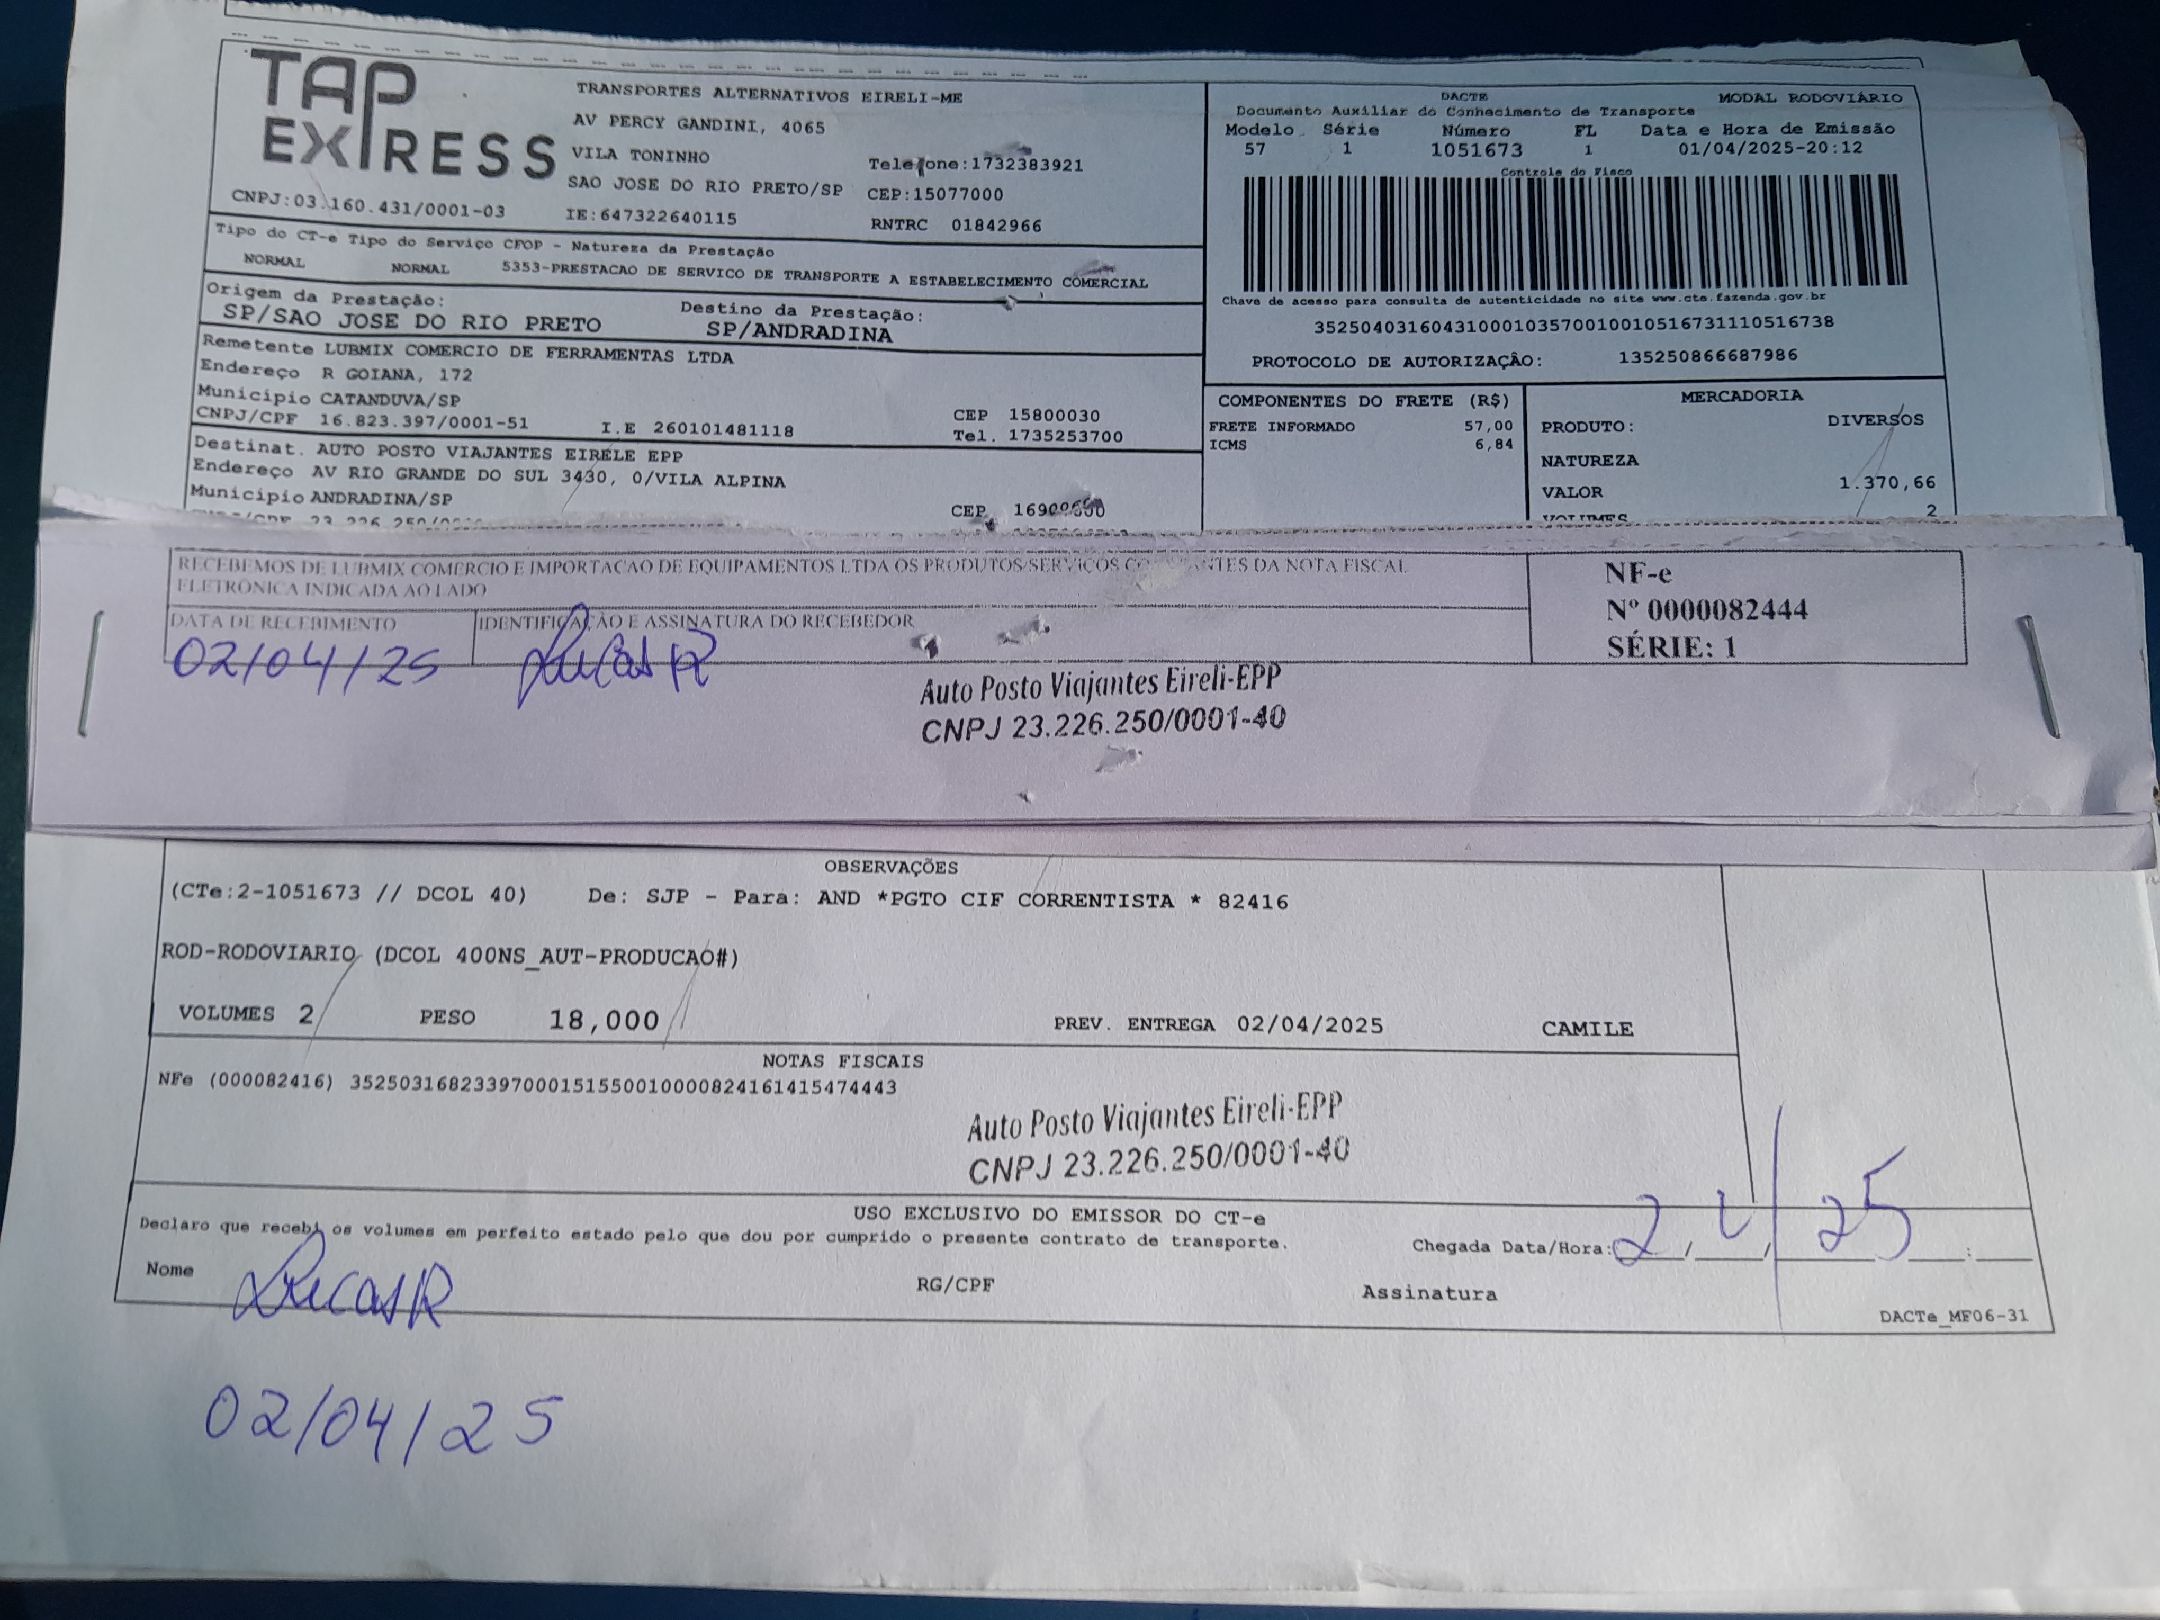 TAP
EXPRESS
TRANSPORTES ALTERNATIVOS EIRELI-ME
AV PERCY GANDINI, 4065
VILA TONINHO
Telefone:1732383921
SAO JOSE DO RIO PRETO/SP CEP:15077000
CNPJ:03.160.431/0001-03 IE:647322640115 RNTRC 01842966
Tipo do CT-e Tipo do Serviço CFOP - Natureza da Prestação
NORMAL NORMAL 5353-PRESTACAO DE SERVICO DE TRANSPORTE A ESTABELECIMENTO COMERCIAL
Origem da Prestação: Destino da Prestação:
SP/SAO JOSE DO RIO PRETO SP/ANDRADINA
Remetente LUBMIX COMERCIO DE FERRAMENTAS LTDA
Endereço R GOIANA, 172
Município CATANDUVA/SP CEP 15800030
CNPJ/CPF 16.823.397/0001-51 I.E 260101481118 Tel. 1735253700
Destinat. AUTO POSTO VIAJANTES EIRELE EPP
Endereço AV RIO GRANDE DO SUL 3430, 0/VILA ALPINA
Município ANDRADINA/SP CEP
DACTE MODAL RODOVIÁRIO
Documento Auxiliar do Conhecimento de Transporte
Modelo Série Número FL Data e Hora de Emissão
57 1 1051673 1 01/04/2025-20:12
Controle do Fisco
Chave de acesso para consulta de autenticidade no site www.cte.fazenda.gov.br
35250403160431000103570010010516731110516738
PROTOCOLO DE AUTORIZAÇÃO: 135250866687986
COMPONENTES DO FRETE (R$)
FRETE INFORMADO 57,00
ICMS 6,84
MERCADORIA
PRODUTO: DIVERSOS
NATUREZA
VALOR 1.370,66
VOLUMES 2
RECEBEMOS DE LUBMIX COMERCIO E IMPORTACAO DE EQUIPAMENTOS LTDA OS PRODUTOS/SERVIÇOS CONSTANTES DA NOTA FISCAL
ELETRÔNICA INDICADA AO LADO
DATA DE RECEBIMENTO IDENTIFICAÇÃO E ASSINATURA DO RECEBEDOR
02/04/25 Lucas R
NF-e
Nº 0000082444
SÉRIE: 1
Auto Posto Viajantes Eireli-EPP
CNPJ 23.226.250/0001-40
OBSERVAÇÕES
(CTe:2-1051673 // DCOL 40) De: SJP - Para: AND *PGTO CIF CORRENTISTA * 82416
ROD-RODOVIARIO (DCOL 400NS_AUT-PRODUCAO#)
VOLUMES 2 PESO 18,000 PREV. ENTREGA 02/04/2025 CAMILE
NOTAS FISCAIS
NFe (000082416) 35250316823397000151550010000824161415474443
Auto Posto Viajantes Eireli-EPP
CNPJ 23.226.250/0001-40
USO EXCLUSIVO DO EMISSOR DO CT-e
Declaro que recebi os volumes em perfeito estado pelo que dou por cumprido o presente contrato de transporte.
Chegada Data/Hora: 2 / 4 / 25 :
Nome Lucas R RG/CPF Assinatura
DACTe_MF06-31
02/04/25